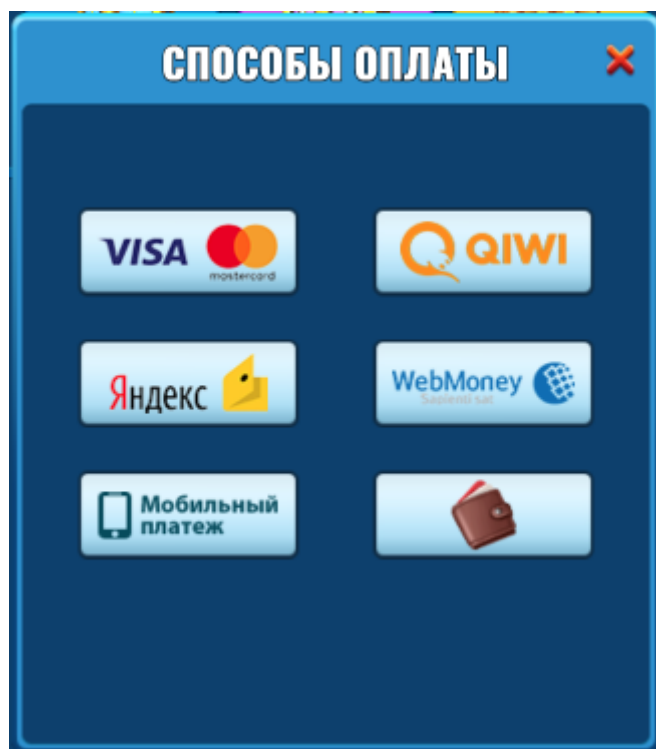 СПОСОБЫ ОПЛАТЫ
VISA mastercard
QIWI
Яндекс
WebMoney
Sapienti sat
Мобильный
платеж